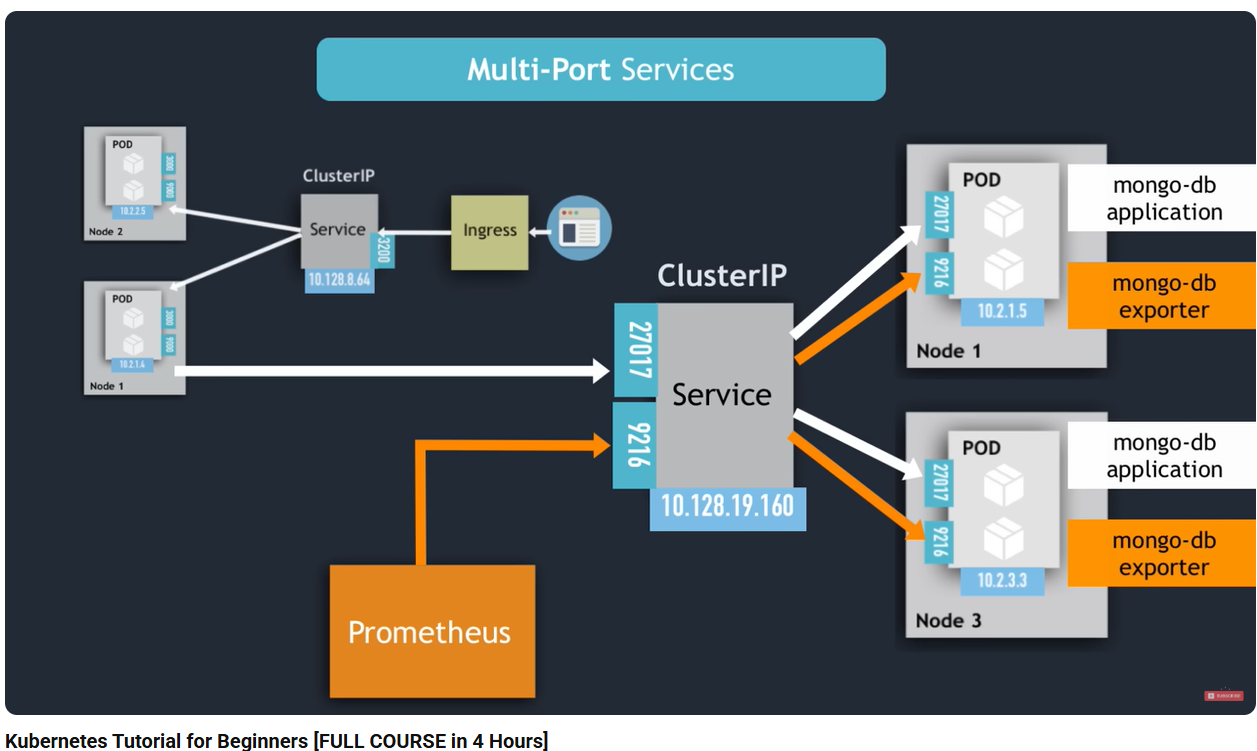 Multi-Port Services
POD
3000
9000
10.2.2.5
Node 2
ClusterIP
Service
3200
10.128.8.64
Ingress
POD
3000
9000
10.2.1.4
Node 1
ClusterIP
27017
9216
Service
10.128.19.160
Prometheus
POD
27017
9216
10.2.1.5
Node 1
mongo-db
application
mongo-db
exporter
POD
27017
9216
10.2.3.3
Node 3
mongo-db
application
mongo-db
exporter
SUBSCRIBE
Kubernetes Tutorial for Beginners [FULL COURSE in 4 Hours]